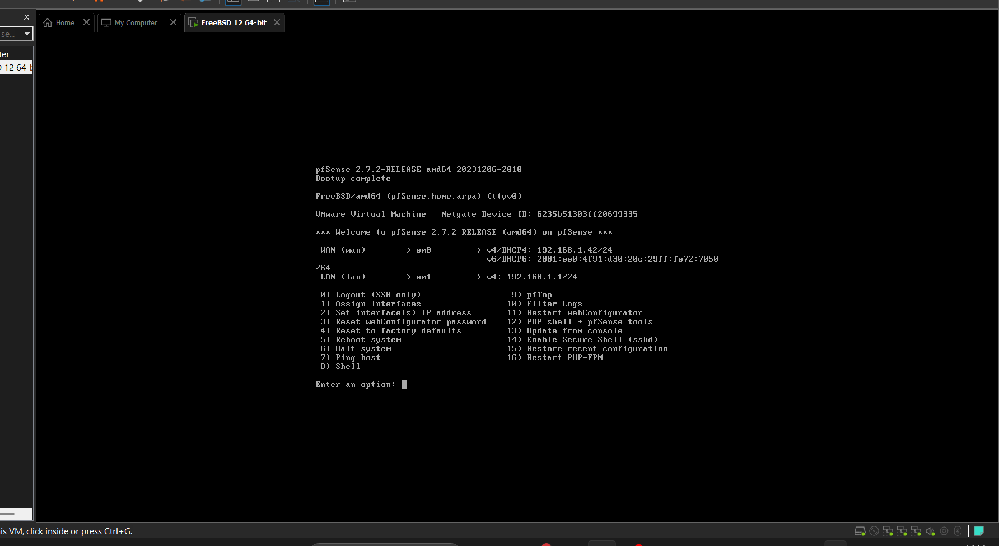 Home
My Computer
FreeBSD 12 64-bit
se...
ter
12 64-b
pfSense 2.7.2-RELEASE amd64 20231206-2010
Bootup complete
FreeBSD/amd64 (pfSense.home.arpa) (ttyv0)
VMware Virtual Machine - Netgate Device ID: 6235b51303ff20699335
*** Welcome to pfSense 2.7.2-RELEASE (amd64) on pfSense ***
WAN (wan) -> em0 -> v4/DHCP4: 192.168.1.42/24
v6/DHCP6: 2001:ee0:4f91:d30:20c:29ff:fe72:7050
/64
LAN (lan) -> em1 -> v4: 192.168.1.1/24
0) Logout (SSH only) 9) pfTop
1) Assign Interfaces 10) Filter Logs
2) Set interface(s) IP address 11) Restart webConfigurator
3) Reset webConfigurator password 12) PHP shell + pfSense tools
4) Reset to factory defaults 13) Update from console
5) Reboot system 14) Enable Secure Shell (sshd)
6) Halt system 15) Restore recent configuration
7) Ping host 16) Restart PHP-FPM
8) Shell
Enter an option:
is VM, click inside or press Ctrl+G.